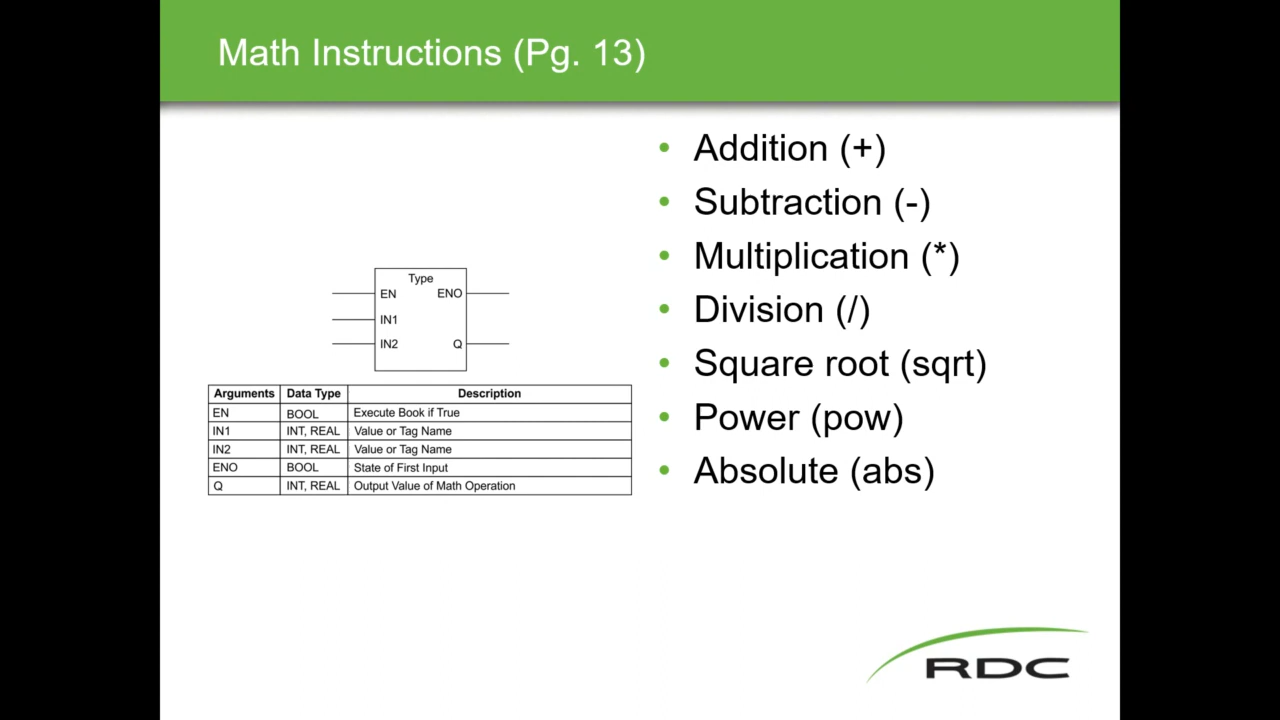 Math Instructions (Pg. 13)
Type
EN ENO
IN1
IN2 Q
Arguments Data Type Description
EN BOOL Execute Book if True
IN1 INT, REAL Value or Tag Name
IN2 INT, REAL Value or Tag Name
ENO BOOL State of First Input
Q INT, REAL Output Value of Math Operation
• Addition (+)
• Subtraction (-)
• Multiplication (*)
• Division (/)
• Square root (sqrt)
• Power (pow)
• Absolute (abs)
RDC